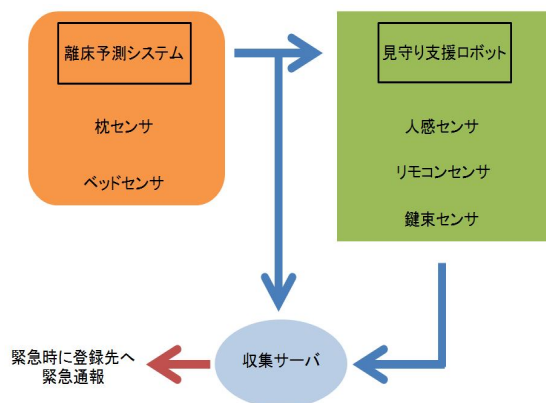 離床予測システム
枕センサ
ベッドセンサ
見守り支援ロボット
人感センサ
リモコンセンサ
鍵束センサ
収集サーバ
緊急時に登録先へ
緊急通報